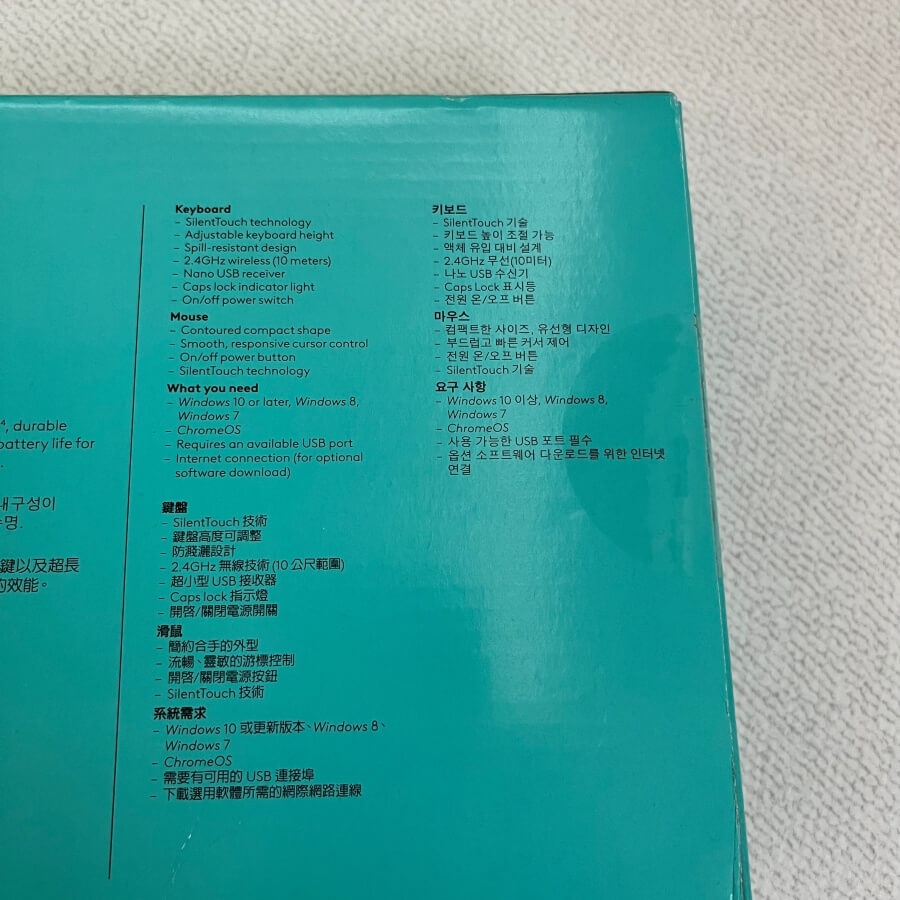 ⁴, durable
battery life for
내구성이
명.
鍵以及超長
的效能。
Keyboard
– SilentTouch technology
– Adjustable keyboard height
– Spill-resistant design
– 2.4GHz wireless (10 meters)
– Nano USB receiver
– Caps lock indicator light
– On/off power switch
Mouse
– Contoured compact shape
– Smooth, responsive cursor control
– On/off power button
– SilentTouch technology
What you need
– Windows 10 or later, Windows 8,
Windows 7
– ChromeOS
– Requires an available USB port
– Internet connection (for optional
software download)
키보드
– SilentTouch 기술
– 키보드 높이 조절 가능
– 액체 유입 대비 설계
– 2.4GHz 무선(10미터)
– 나노 USB 수신기
– Caps Lock 표시등
– 전원 온/오프 버튼
마우스
– 컴팩트한 사이즈, 유선형 디자인
– 부드럽고 빠른 커서 제어
– 전원 온/오프 버튼
– SilentTouch 기술
요구 사항
– Windows 10 이상, Windows 8,
Windows 7
– ChromeOS
– 사용 가능한 USB 포트 필수
– 옵션 소프트웨어 다운로드를 위한 인터넷
연결
鍵盤
– SilentTouch 技術
– 鍵盤高度可調整
– 防濺灑設計
– 2.4GHz 無線技術 (10 公尺範圍)
– 超小型 USB 接收器
– Caps lock 指示燈
– 開啓/關閉電源開關
滑鼠
– 簡約合手的外型
– 流暢、靈敏的游標控制
– 開啓/關閉電源按鈕
– SilentTouch 技術
系統需求
– Windows 10 或更新版本、Windows 8、
Windows 7
– ChromeOS
– 需要有可用的 USB 連接埠
– 下載選用軟體所需的網際網路連線